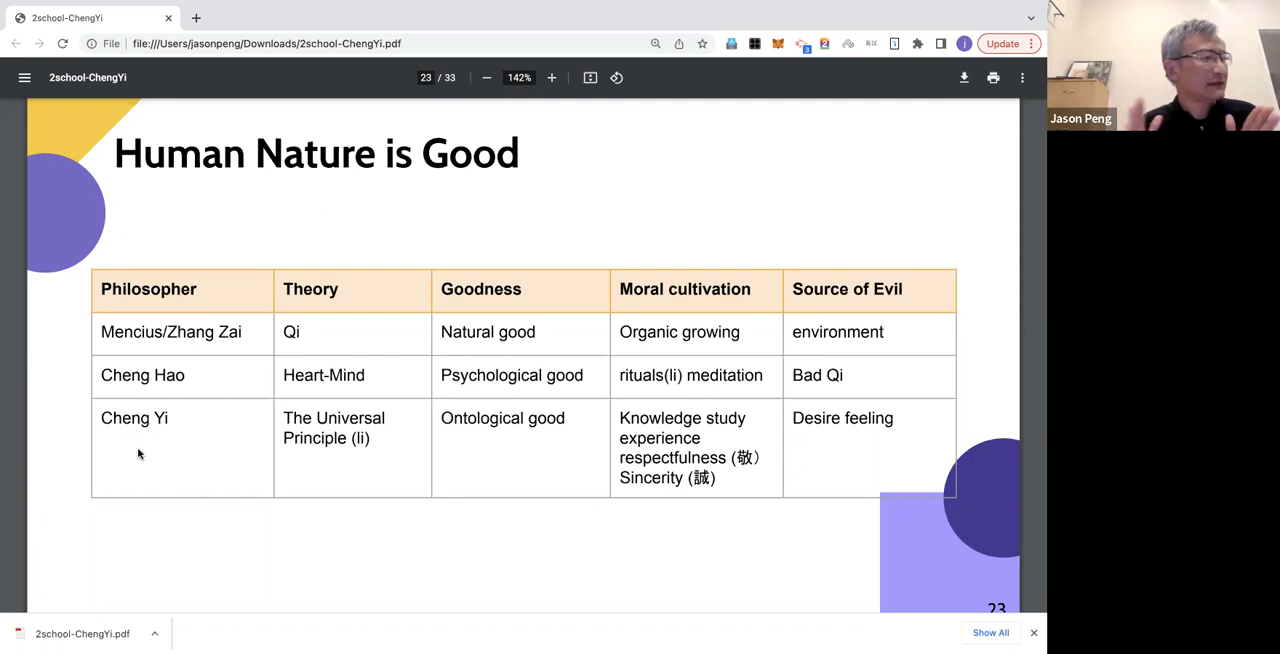 2school-ChengYi
File
file:///Users/jasonpeng/Downloads/2school-ChengYi.pdf
Update
2school-ChengYi
23 / 33
142%
Jason Peng
Human Nature is Good
Philosopher Theory Goodness Moral cultivation Source of Evil
Mencius/Zhang Zai Qi Natural good Organic growing environment
Cheng Hao Heart-Mind Psychological good rituals(li) meditation Bad Qi
Cheng Yi The Universal Ontological good Knowledge study Desire feeling
Principle (li) experience
respectfulness (敬）
Sincerity (誠)
23
2school-ChengYi.pdf
Show All